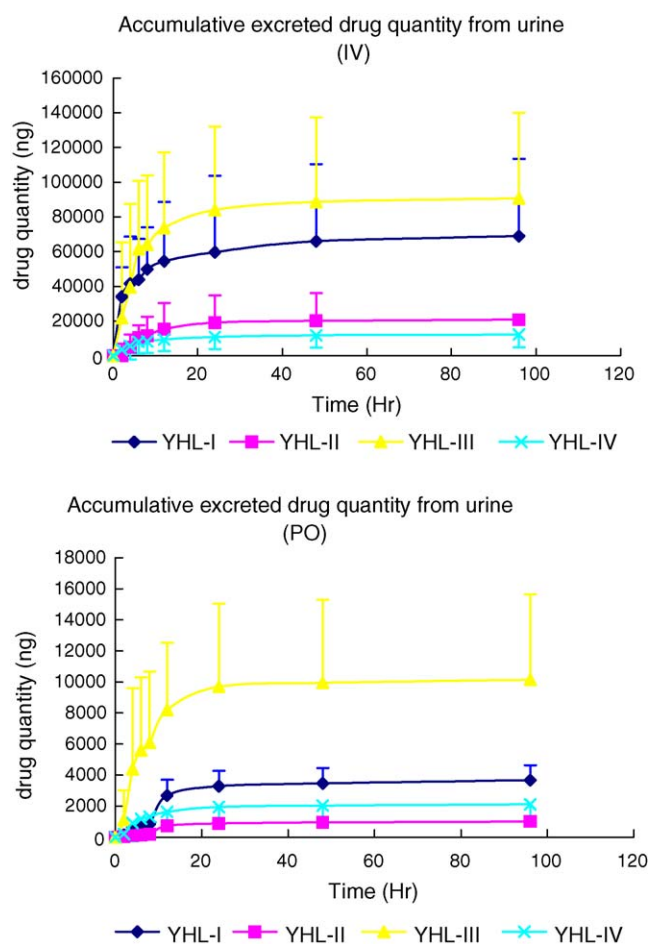 Accumulative excreted drug quantity from urine
(IV)
160000
140000
120000
100000
80000
60000
40000
20000
0
drug quantity (ng)
0 20 40 60 80 100 120
Time (Hr)
YHL-I YHL-II YHL-III YHL-IV
Accumulative excreted drug quantity from urine
(PO)
18000
16000
14000
12000
10000
8000
6000
4000
2000
0
drug quantity (ng)
0 20 40 60 80 100 120
Time (Hr)
YHL-I YHL-II YHL-III YHL-IV